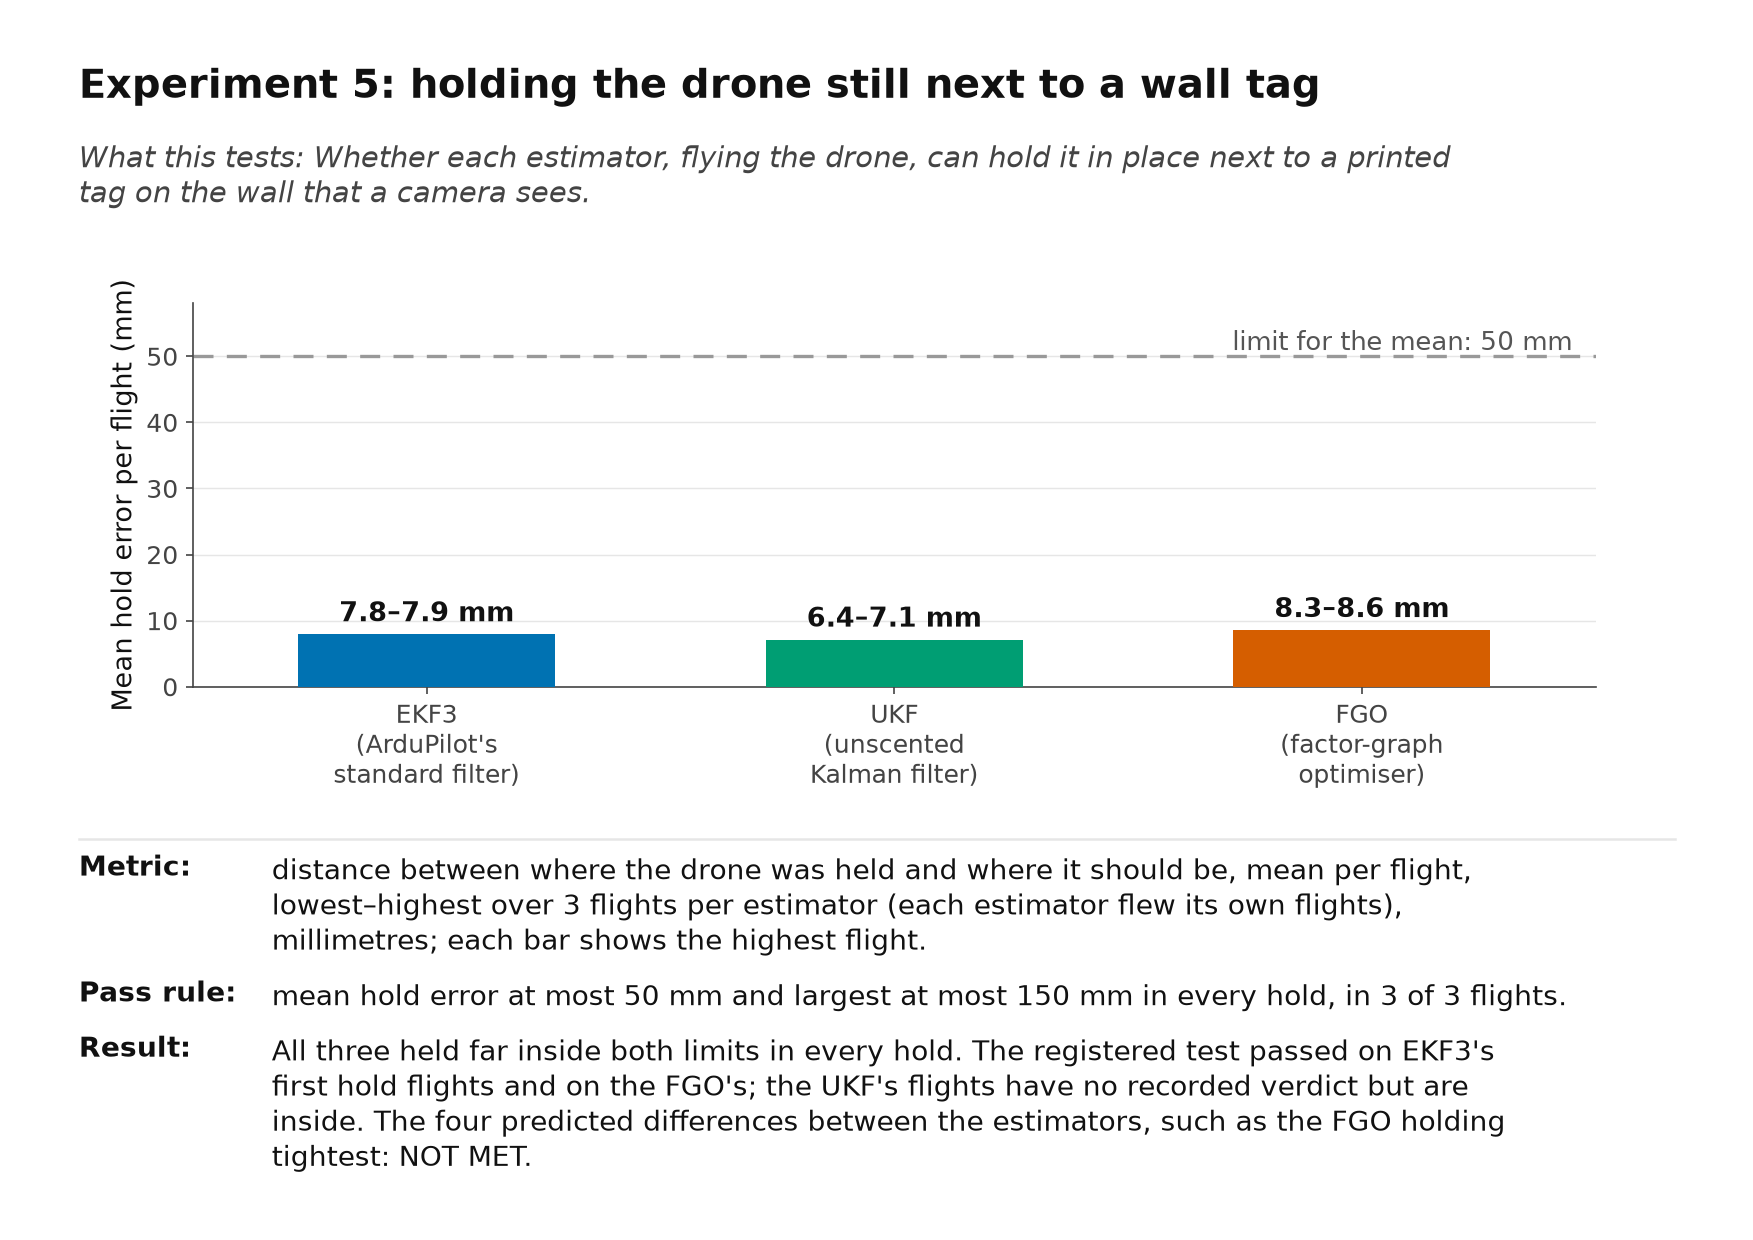 Experiment 5: holding the drone still next to a wall tag
What this tests: Whether each estimator, flying the drone, can hold it in place next to a printed
tag on the wall that a camera sees.
Mean hold error per flight (mm)
50
40
30
20
10
0
limit for the mean: 50 mm
7.8–7.9 mm
6.4–7.1 mm
8.3–8.6 mm
EKF3
(ArduPilot's
standard filter)
UKF
(unscented
Kalman filter)
FGO
(factor-graph
optimiser)
Metric:
distance between where the drone was held and where it should be, mean per flight,
lowest–highest over 3 flights per estimator (each estimator flew its own flights),
millimetres; each bar shows the highest flight.
Pass rule:
mean hold error at most 50 mm and largest at most 150 mm in every hold, in 3 of 3 flights.
Result:
All three held far inside both limits in every hold. The registered test passed on EKF3's
first hold flights and on the FGO's; the UKF's flights have no recorded verdict but are
inside. The four predicted differences between the estimators, such as the FGO holding
tightest: NOT MET.